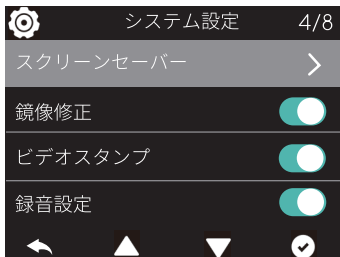 システム設定 4/8
スクリーンセーバー
鏡像修正
ビデオスタンプ
録音設定